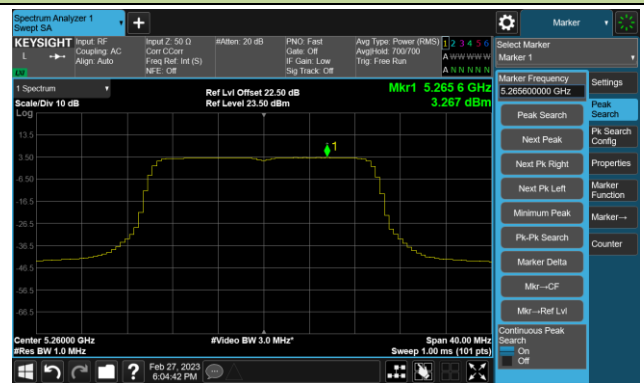 Spectrum Analyzer 1
Swept SA
Marker
KEYSIGHT
L
LW
Input: RF
Coupling: AC
Align: Auto
Input Z: 50 Ω
Corr CCorr
Freq Ref: Int (S)
NFE: Off
#Atten: 20 dB
PNO: Fast
Gate: Off
IF Gain: Low
Sig Track: Off
Avg Type: Power (RMS)
Avg|Hold: 700/700
Trig: Free Run
1 2 3 4 5 6
A W W W W W
A N N N N N
Select Marker
Marker 1
1 Spectrum
Scale/Div 10 dB
Log
Ref Lvl Offset 22.50 dB
Ref Level 23.50 dBm
Mkr1 5.265 6 GHz
3.267 dBm
13.5
3.50
-6.50
-16.5
-26.5
-36.5
-46.5
-56.5
-66.5
1
Center 5.26000 GHz
#Res BW 1.0 MHz
#Video BW 3.0 MHz*
Span 40.00 MHz
Sweep 1.00 ms (101 pts)
Marker Frequency
5.265600000 GHz
Peak Search
Next Peak
Next Pk Right
Next Pk Left
Minimum Peak
Pk-Pk Search
Marker Delta
Mkr→CF
Mkr→Ref Lvl
Continuous Peak
Search
On
Off
Settings
Peak
Search
Pk Search
Config
Properties
Marker
Function
Marker→
Counter
Feb 27, 2023
6:04:42 PM